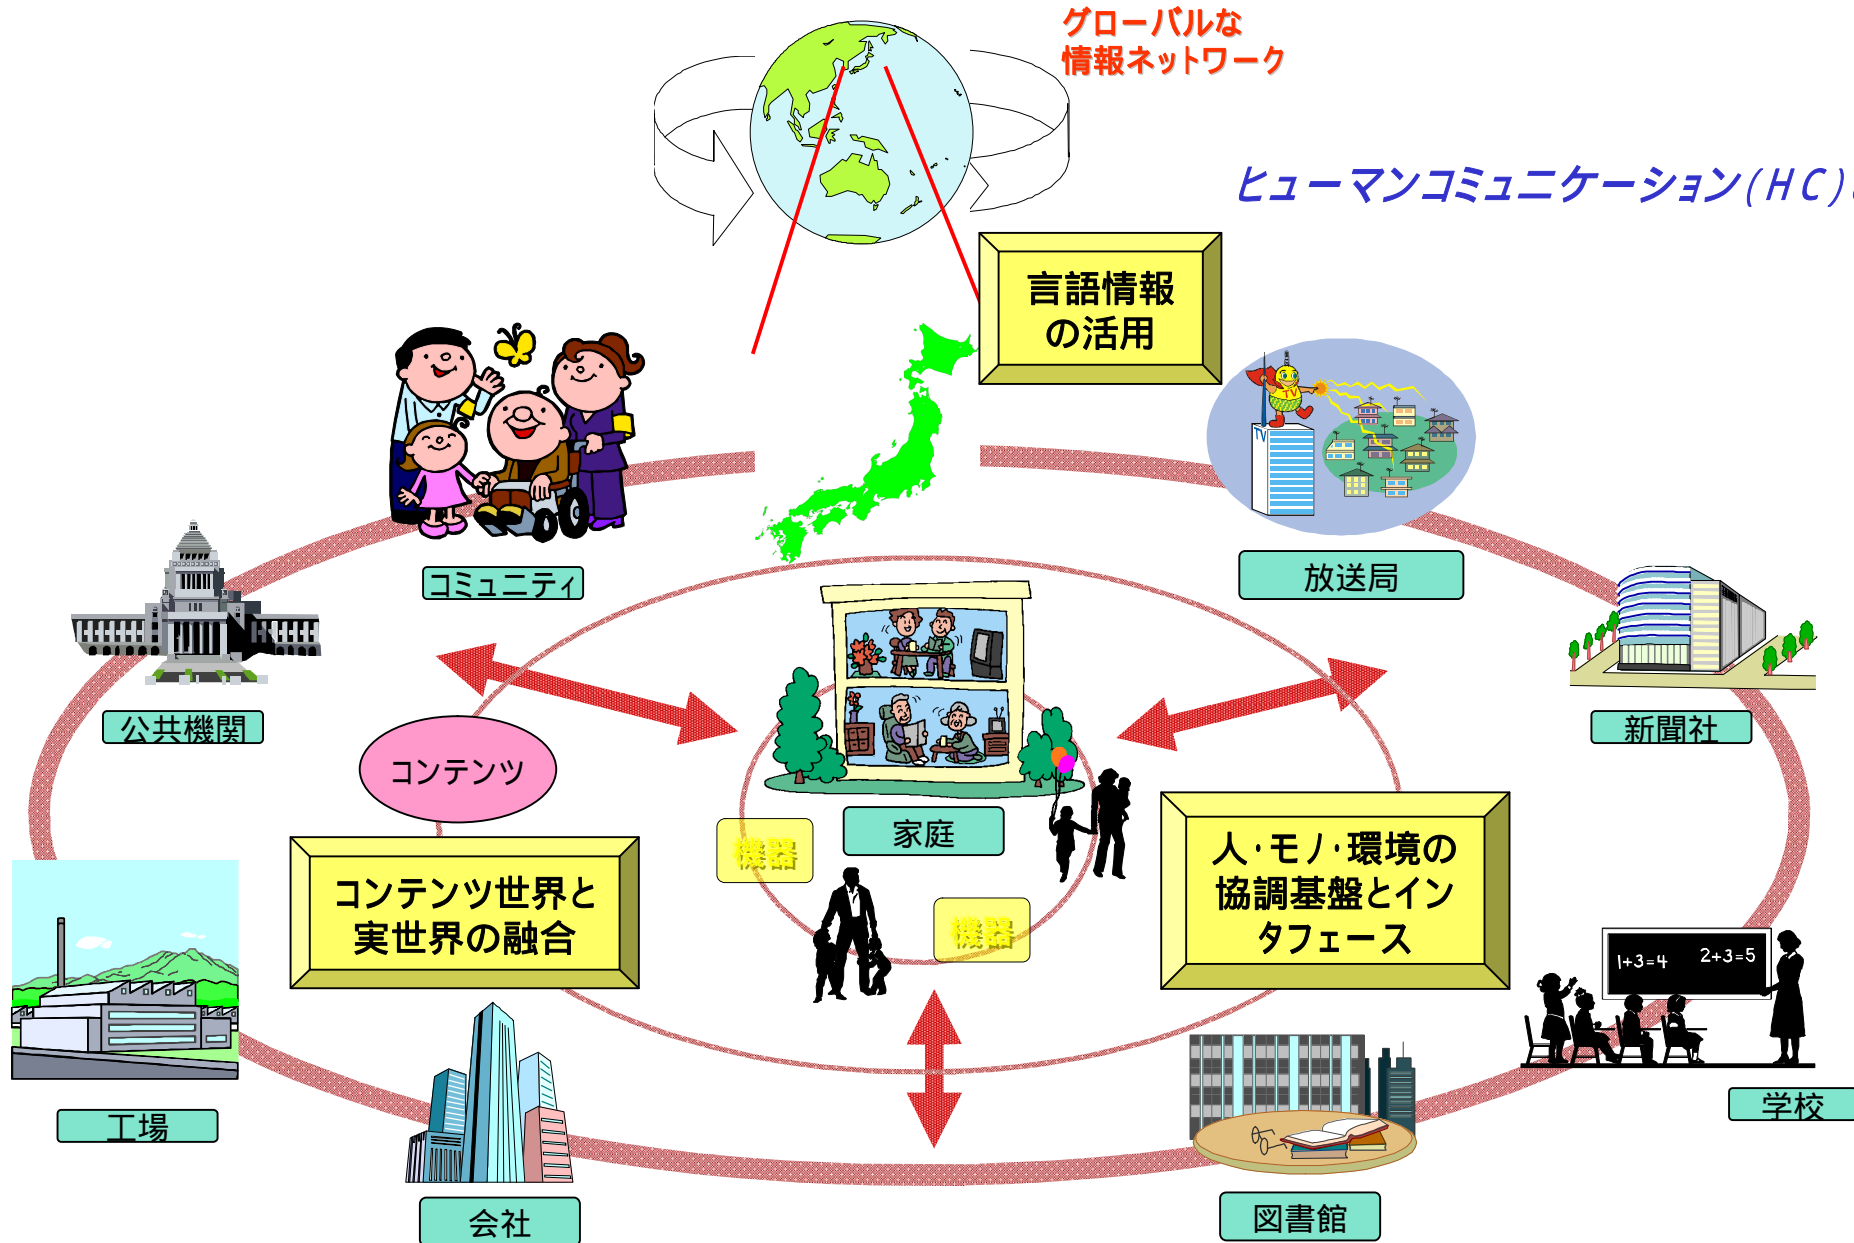 グローバルな
情報ネットワーク
ヒューマンコミュニケーション(HC)
言語情報
の活用
TV
TV
コミュニティ
放送局
公共機関
新聞社
コンテンツ
家庭
機器
機器
コンテンツ世界と
実世界の融合
人・モノ・環境の
協調基盤とイン
タフェース
1+3=4 2+3=5
工場
学校
会社
図書館